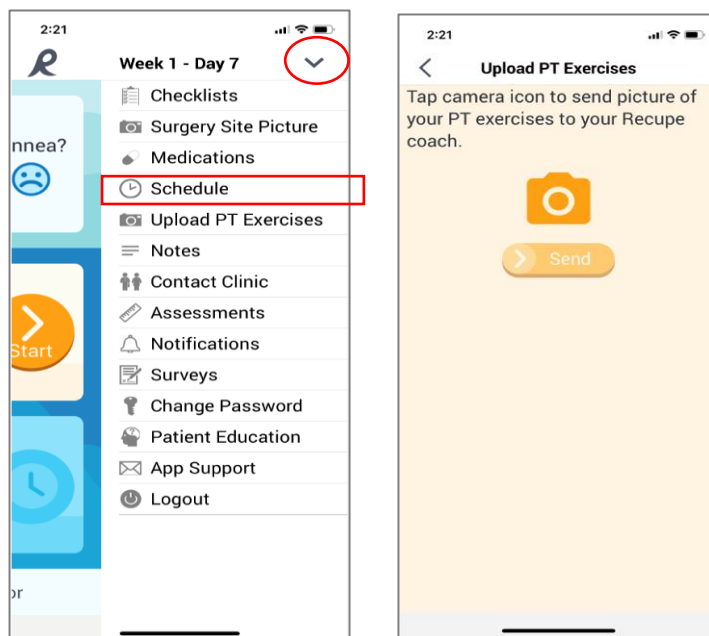 2:21
R
Week 1 - Day 7
nnea?
Checklists
Surgery Site Picture
Medications
Schedule
Upload PT Exercises
Notes
Contact Clinic
Assessments
Notifications
Surveys
Change Password
Patient Education
App Support
Logout
Start
or
2:21
Upload PT Exercises
Tap camera icon to send picture of
your PT exercises to your Recupe
coach.
Send